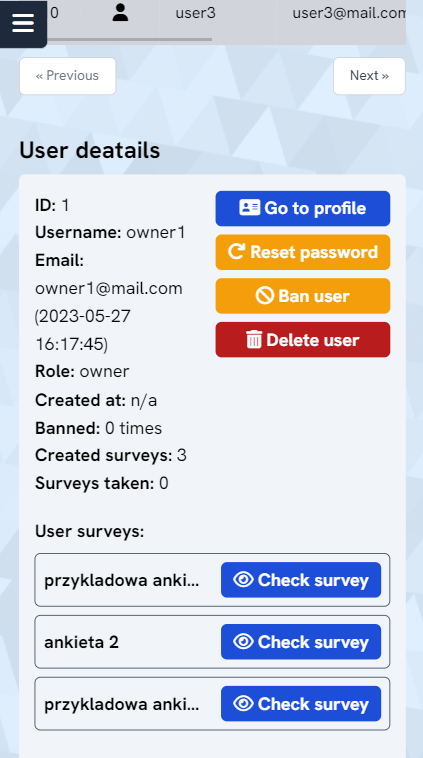 0 user3 user3@mail.com
« Previous Next »
User deatails
ID: 1
Username: owner1
Email:
owner1@mail.com
(2023-05-27
16:17:45)
Role: owner
Created at: n/a
Banned: 0 times
Created surveys: 3
Surveys taken: 0
Go to profile
Reset password
Ban user
Delete user
User surveys:
przykladowa anki... Check survey
ankieta 2 Check survey
przykladowa anki... Check survey